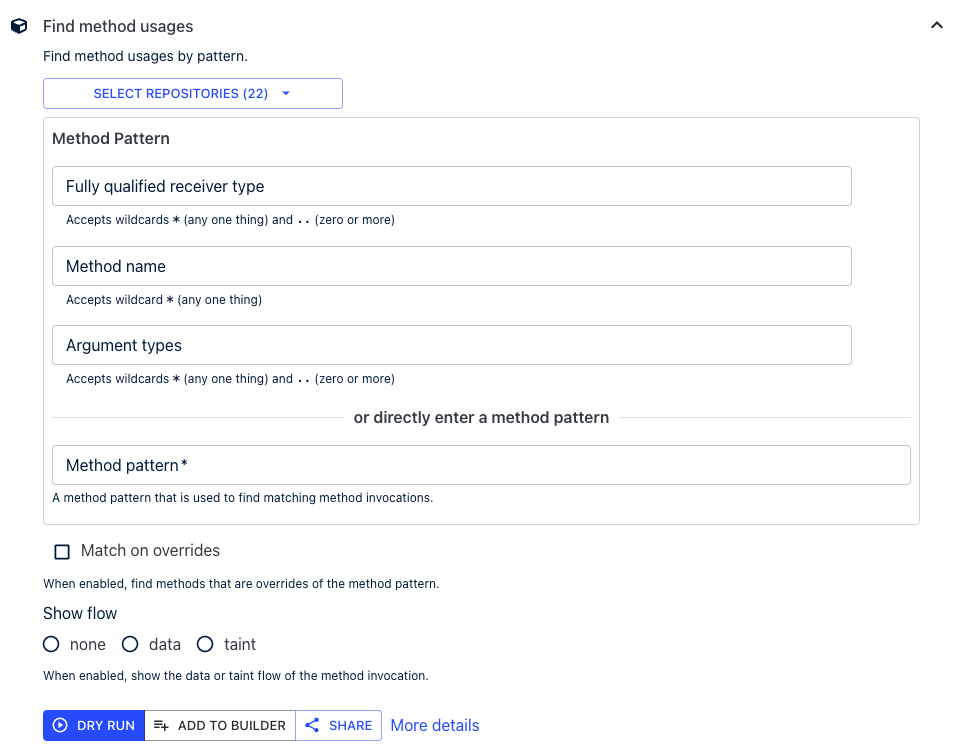 Find method usages
Find method usages by pattern.
SELECT REPOSITORIES (22)
Method Pattern
Fully qualified receiver type
Accepts wildcards * (any one thing) and .. (zero or more)
Method name
Accepts wildcard * (any one thing)
Argument types
Accepts wildcards * (any one thing) and .. (zero or more)
or directly enter a method pattern
Method pattern*
A method pattern that is used to find matching method invocations.
Match on overrides
When enabled, find methods that are overrides of the method pattern.
Show flow
none data taint
When enabled, show the data or taint flow of the method invocation.
DRY RUN ADD TO BUILDER SHARE More details